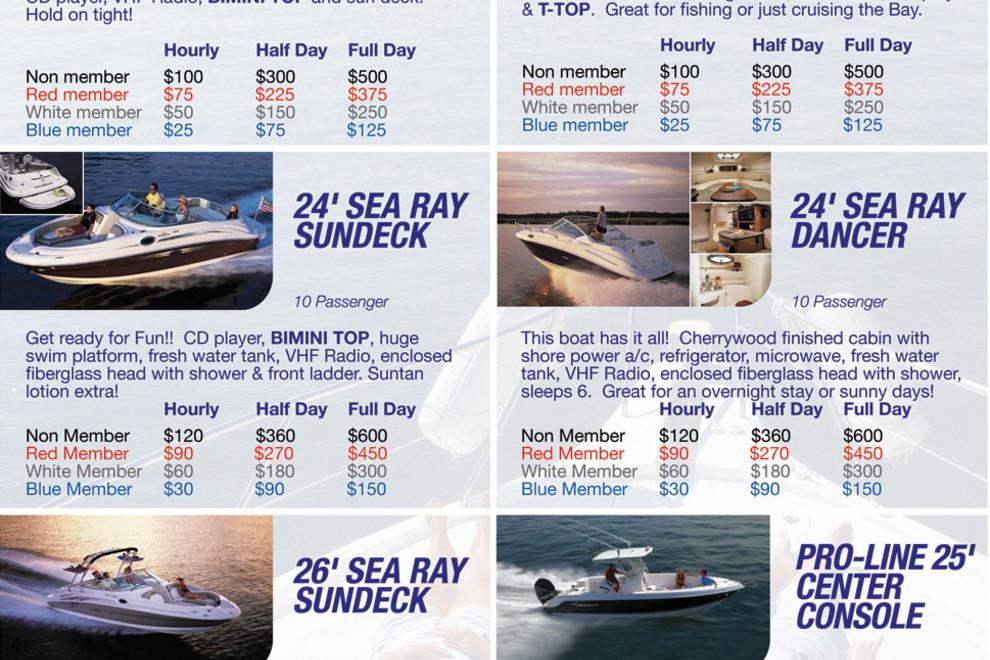 CD player, VHF Radio, BIMINI TOP and sun deck.
Hold on tight!
Hourly Half Day Full Day
Non member $100 $300 $500
Red member $75 $225 $375
White member $50 $150 $250
Blue member $25 $75 $125
& T-TOP. Great for fishing or just cruising the Bay.
Hourly Half Day Full Day
Non member $100 $300 $500
Red member $75 $225 $375
White member $50 $150 $250
Blue member $25 $75 $125
24' SEA RAY
SUNDECK
10 Passenger
Get ready for Fun!! CD player, BIMINI TOP, huge
swim platform, fresh water tank, VHF Radio, enclosed
fiberglass head with shower & front ladder. Suntan
lotion extra!
Hourly Half Day Full Day
Non Member $120 $360 $600
Red Member $90 $270 $450
White Member $60 $180 $300
Blue Member $30 $90 $150
24' SEA RAY
DANCER
10 Passenger
This boat has it all! Cherrywood finished cabin with
shore power a/c, refrigerator, microwave, fresh water
tank, VHF Radio, enclosed fiberglass head with shower,
sleeps 6. Great for an overnight stay or sunny days!
Hourly Half Day Full Day
Non Member $120 $360 $600
Red Member $90 $270 $450
White Member $60 $180 $300
Blue Member $30 $90 $150
26' SEA RAY
SUNDECK
PRO-LINE 25'
CENTER
CONSOLE